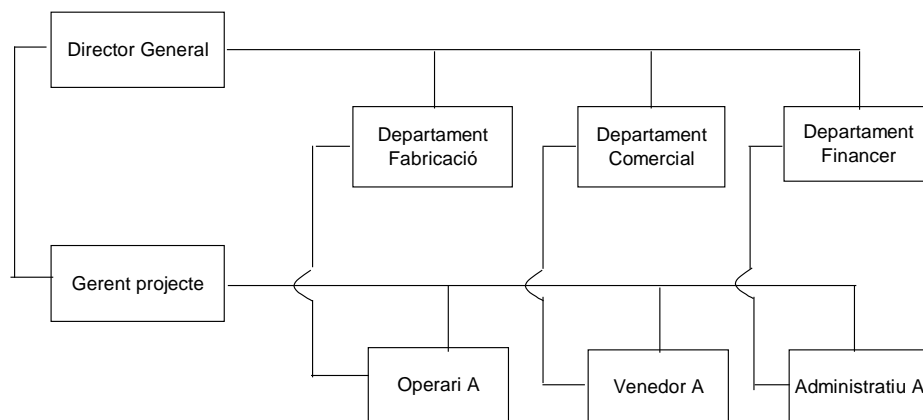 Director General
Departament
Fabricació
Departament
Comercial
Departament
Financer
Gerent projecte
Operari A
Venedor A
Administratiu A